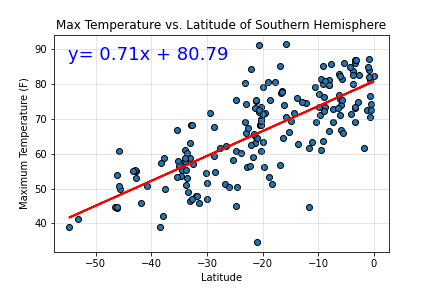 Max Temperature vs. Latitude of Southern Hemisphere
y= 0.71x + 80.79
90
80
70
60
50
40
Maximum Temperature (F)
−50 −40 −30 −20 −10 0
Latitude